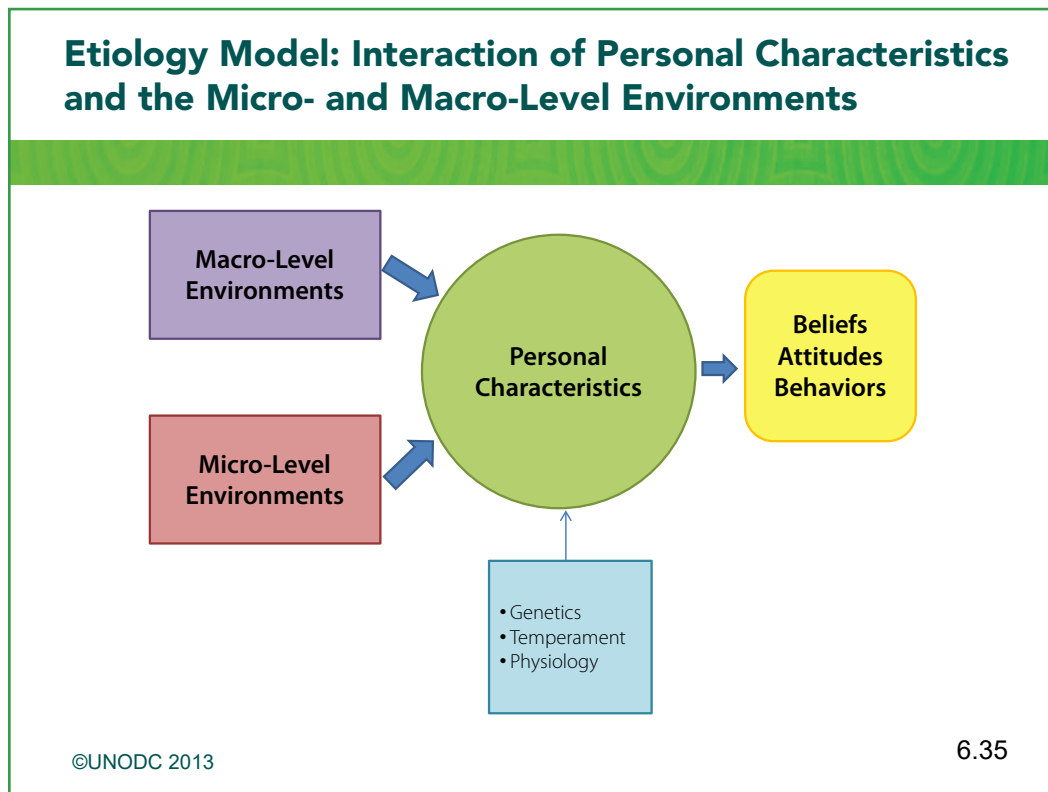 Etiology Model: Interaction of Personal Characteristics
and the Micro- and Macro-Level Environments
Macro-Level
Environments
Micro-Level
Environments
Personal
Characteristics
Beliefs
Attitudes
Behaviors
• Genetics
• Temperament
• Physiology
©UNODC 2013
6.35